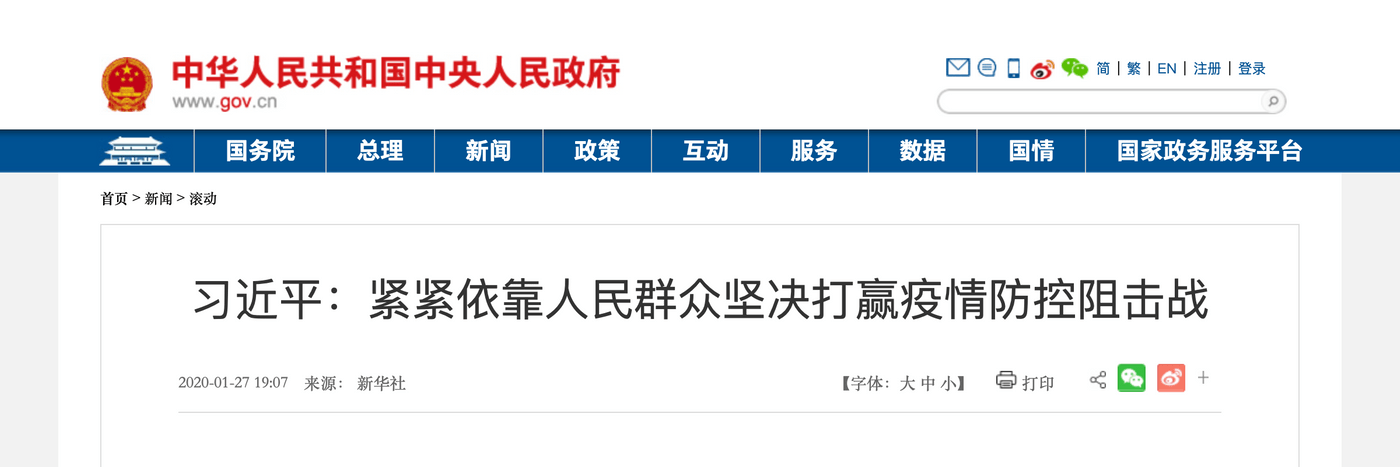 中华人民共和国中央人民政府
www.gov.cn
简 | 繁 | EN | 注册 | 登录
国务院 总理 新闻 政策 互动 服务 数据 国情 国家政务服务平台
首页 > 新闻 > 滚动
习近平：紧紧依靠人民群众坚决打赢疫情防控阻击战
2020-01-27 19:07 来源： 新华社 【字体：大 中 小】 打印